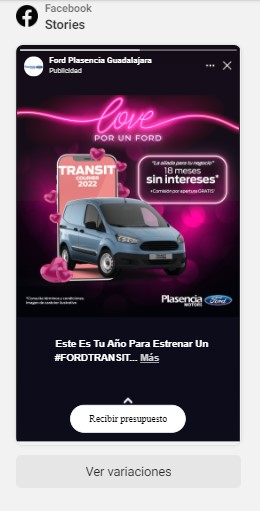 Facebook
Stories
Ford Plasencia Guadalajara
Publicidad
love
POR UN FORD
"La aliada para tu negocio"
18 meses
sin intereses*
+Comisión por apertura GRATIS*
TRANSIT
COURIER
2022
*Consulta términos y condiciones.
Imagen de carácter ilustrativo
Plasencia
MOTORS
Ford
Este Es Tu Año Para Estrenar Un
#FORDTRANSIT... Más
Recibir presupuesto
Ver variaciones